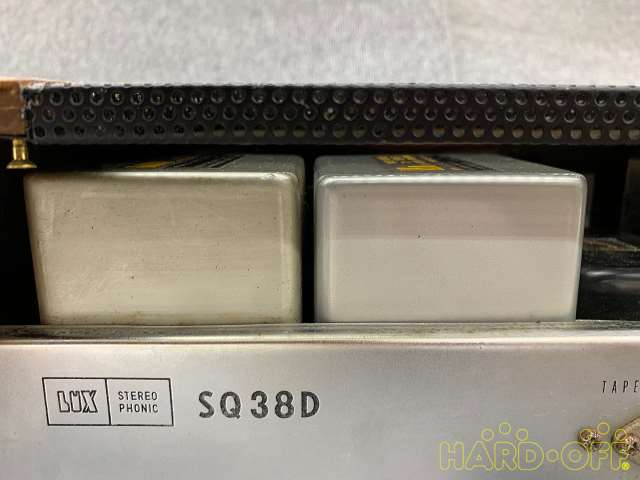 LUX
STEREO
PHONIC
SQ38D
TAPE
HARD-OFF